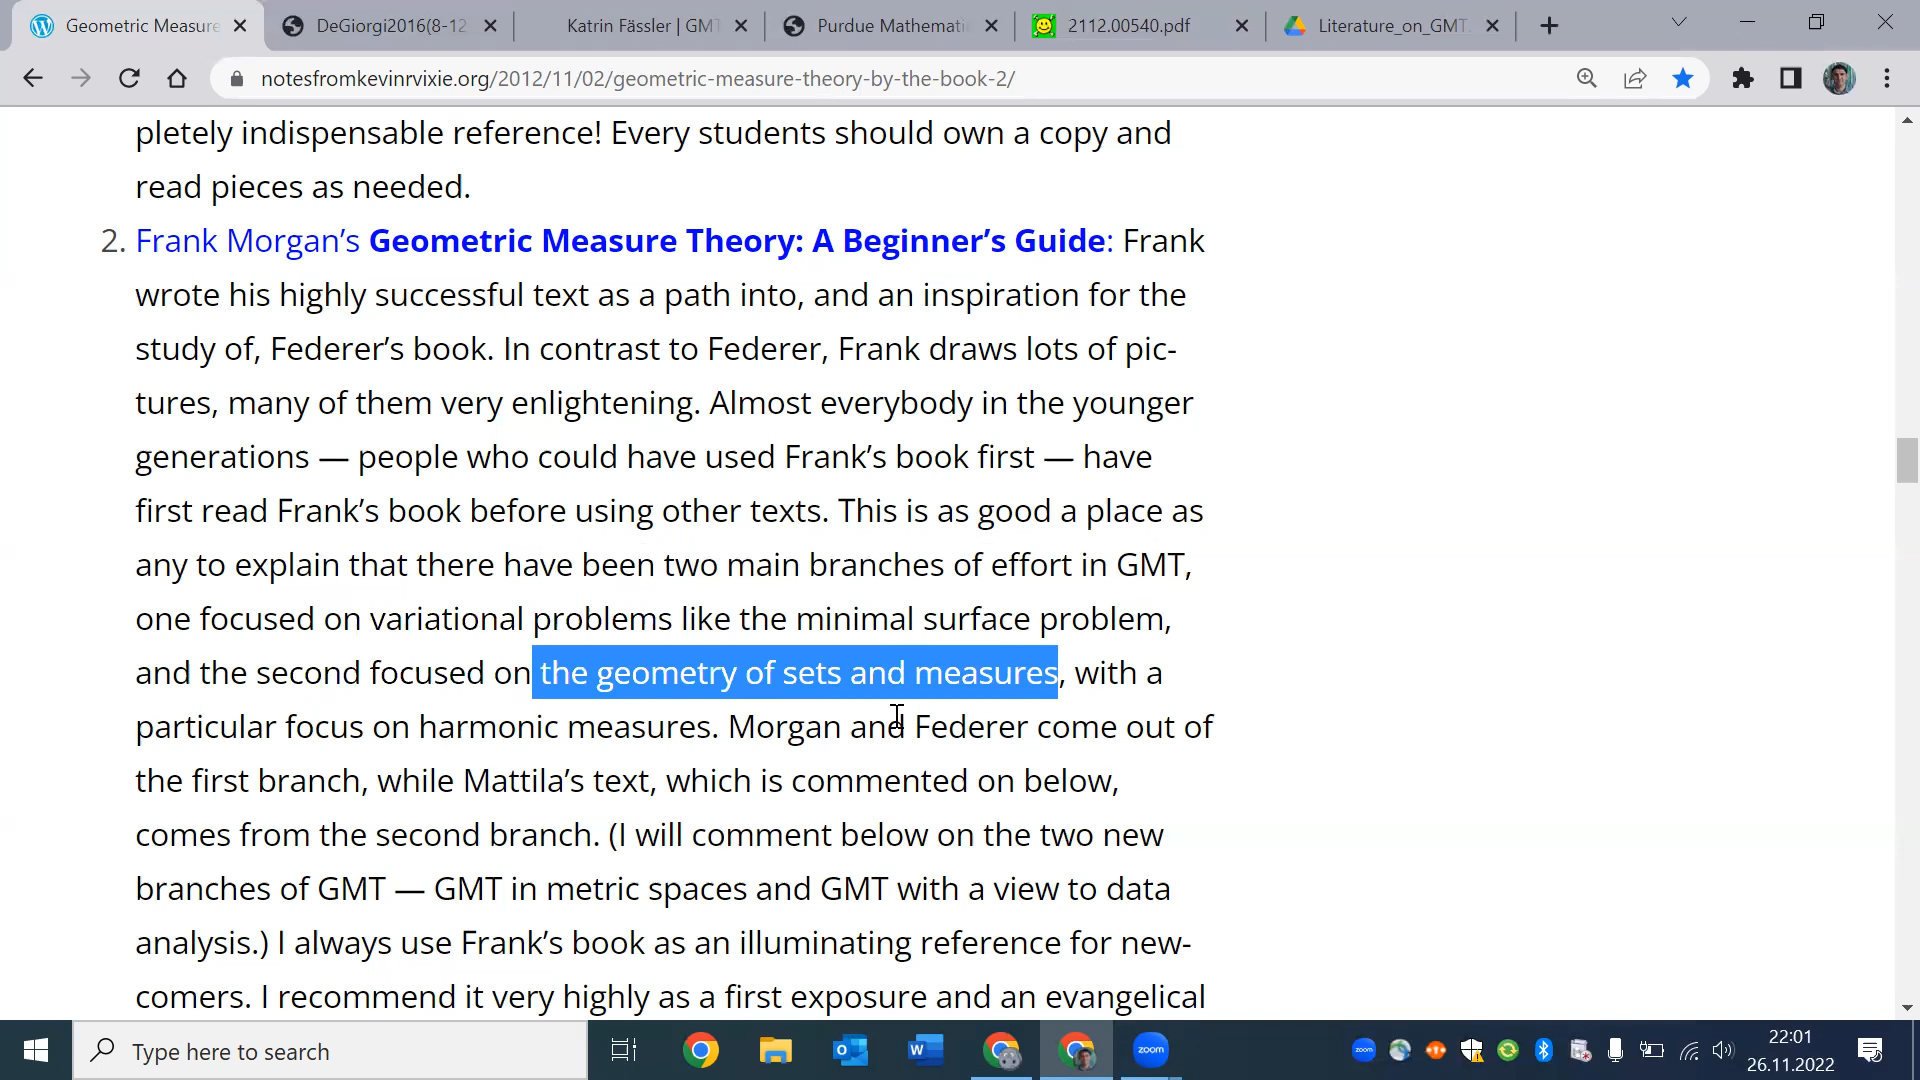 Geometric Measure
DeGiorgi2016(8-12
Katrin Fässler | GMT
Purdue Mathemati
2112.00540.pdf
Literature_on_GMT.
notesfromkevinrvixie.org/2012/11/02/geometric-measure-theory-by-the-book-2/
pletely indispensable reference! Every students should own a copy and
read pieces as needed.
2. Frank Morgan’s Geometric Measure Theory: A Beginner’s Guide: Frank
wrote his highly successful text as a path into, and an inspiration for the
study of, Federer’s book. In contrast to Federer, Frank draws lots of pic-
tures, many of them very enlightening. Almost everybody in the younger
generations — people who could have used Frank’s book first — have
first read Frank’s book before using other texts. This is as good a place as
any to explain that there have been two main branches of effort in GMT,
one focused on variational problems like the minimal surface problem,
and the second focused on the geometry of sets and measures, with a
particular focus on harmonic measures. Morgan and Federer come out of
the first branch, while Mattila’s text, which is commented on below,
comes from the second branch. (I will comment below on the two new
branches of GMT — GMT in metric spaces and GMT with a view to data
analysis.) I always use Frank’s book as an illuminating reference for new-
comers. I recommend it very highly as a first exposure and an evangelical
Type here to search
zoom
zoom
22:01
26.11.2022